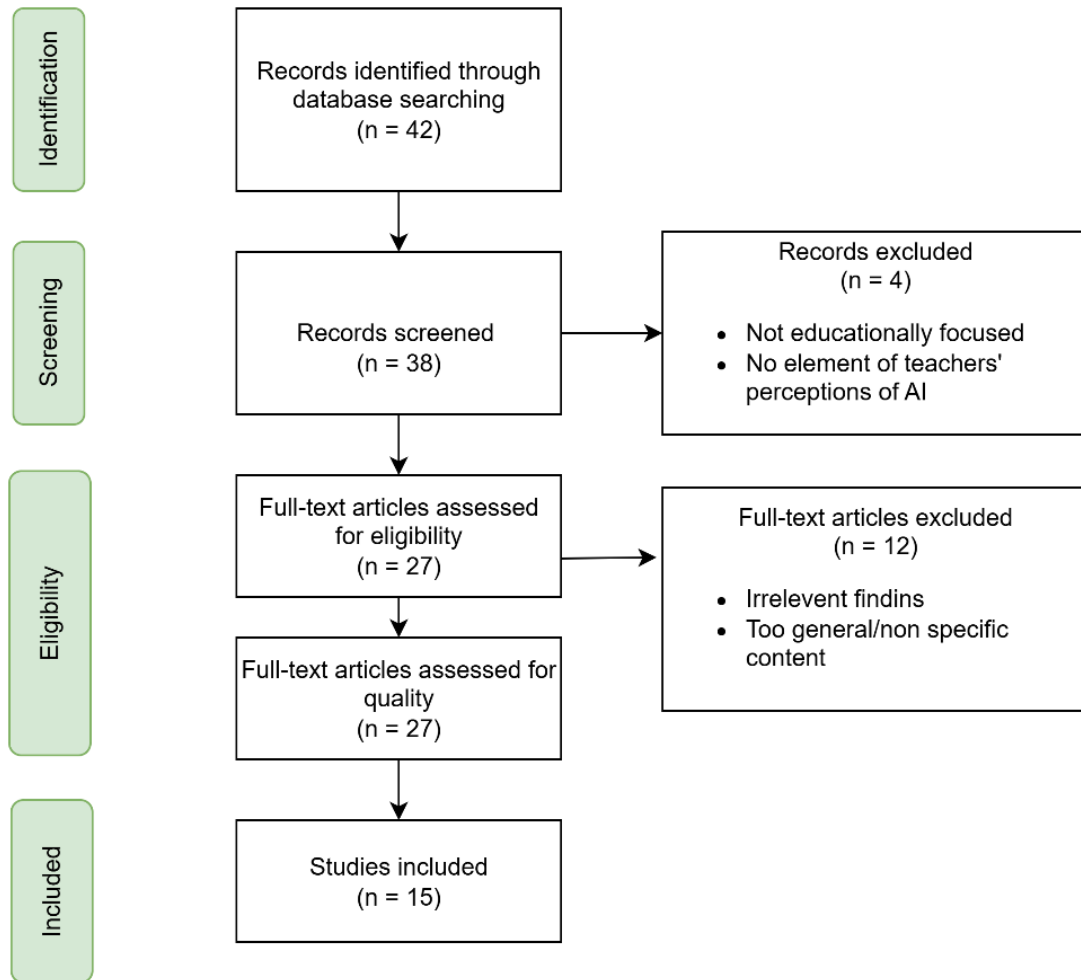 Identification
Records identified through
database searching
(n = 42)
Screening
Records screened
(n = 38)
Records excluded
(n = 4)
• Not educationally focused
• No element of teachers'
perceptions of AI
Eligibility
Full-text articles assessed
for eligibility
(n = 27)
Full-text articles excluded
(n = 12)
• Irrelevent findins
• Too general/non specific
content
Full-text articles assessed for
quality
(n = 27)
Included
Studies included
(n = 15)